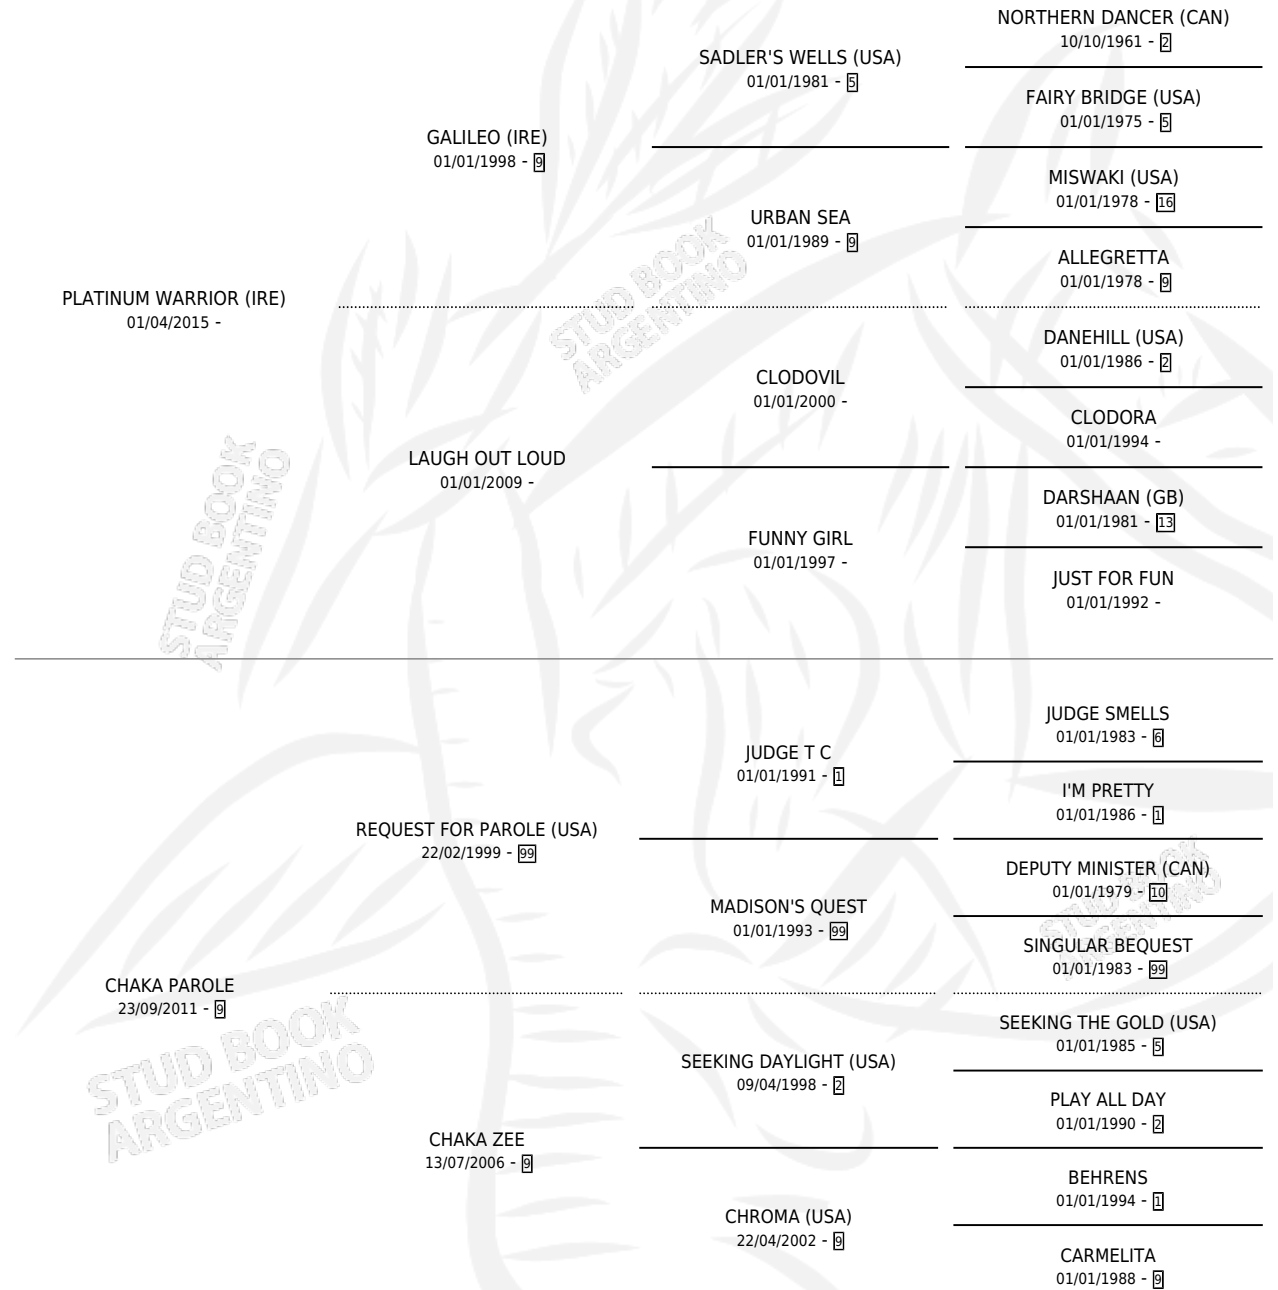 NORTHERN DANCER (CAN)
10/10/1961 - 2
SADLER'S WELLS (USA)
01/01/1981 - 5
FAIRY BRIDGE (USA)
01/01/1975 - 5
GALILEO (IRE)
01/01/1998 - 9
MISWAKI (USA)
01/01/1978 - 16
URBAN SEA
01/01/1989 - 9
ALLEGRETTA
01/01/1978 - 9
PLATINUM WARRIOR (IRE)
01/04/2015 -
DANEHILL (USA)
01/01/1986 - 2
CLODOVIL
01/01/2000 -
CLODORA
01/01/1994 -
LAUGH OUT LOUD
01/01/2009 -
DARSHAAN (GB)
01/01/1981 - 13
FUNNY GIRL
01/01/1997 -
JUST FOR FUN
01/01/1992 -
JUDGE SMELLS
01/01/1983 - 6
JUDGE T C
01/01/1991 - 1
I'M PRETTY
01/01/1986 - 1
REQUEST FOR PAROLE (USA)
22/02/1999 - 99
DEPUTY MINISTER (CAN)
01/01/1979 - 10
MADISON'S QUEST
01/01/1993 - 99
SINGULAR BEQUEST
01/01/1983 - 99
CHAKA PAROLE
23/09/2011 - 9
SEEKING THE GOLD (USA)
01/01/1985 - 5
SEEKING DAYLIGHT (USA)
09/04/1998 - 2
PLAY ALL DAY
01/01/1990 - 2
CHAKA ZEE
13/07/2006 - 9
BEHRENS
01/01/1994 - 1
CHROMA (USA)
22/04/2002 - 9
CARMELITA
01/01/1988 - 9
STUD BOOK
ARGENTINO
STUD BOOK
ARGENTINO
STUD BOOK
ARGENTINO
STUD BOOK
ARGENTINO